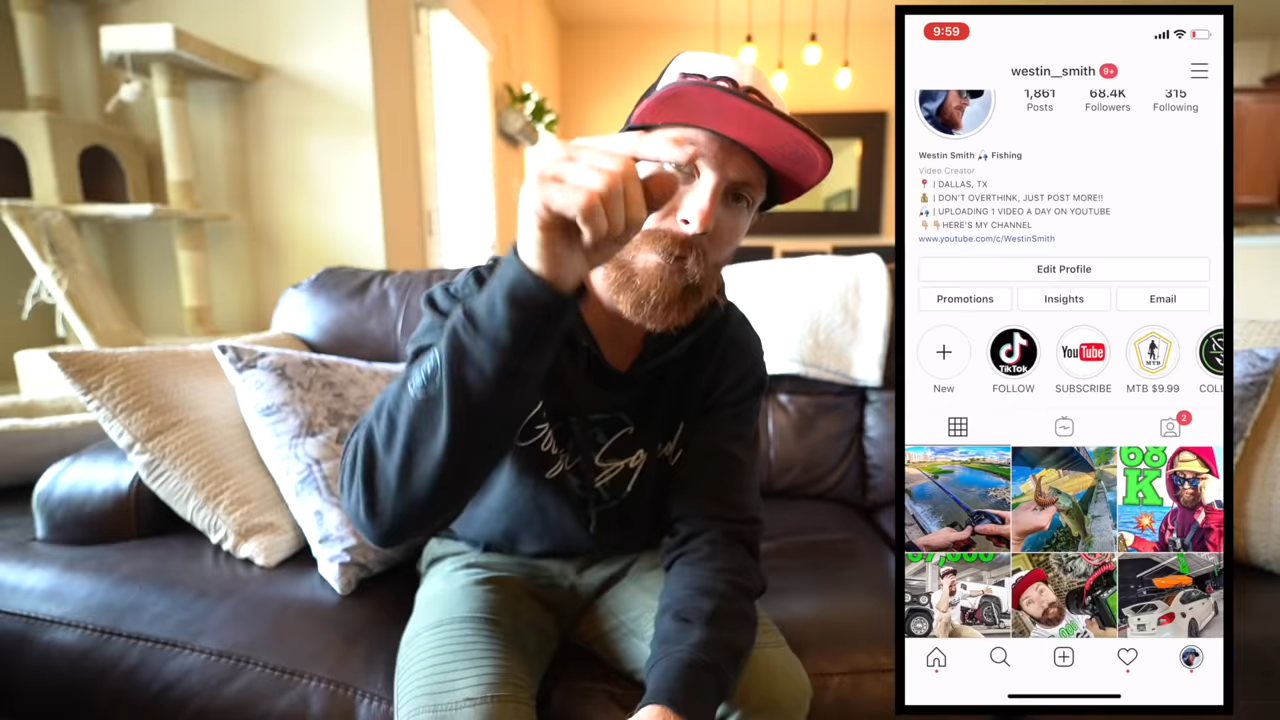 9:59
westin__smith 9+
1,861 68.4K 315
Posts Followers Following
Westin Smith 🎣 Fishing
Video Creator
📍 | DALLAS, TX
💰 | DON'T OVERTHINK, JUST POST MORE!!
🎣 | UPLOADING 1 VIDEO A DAY ON YOUTUBE
👇🏼👇🏼HERE'S MY CHANNEL
www.youtube.com/c/WestinSmith
Edit Profile
Promotions Insights Email
TikTok
YouTube
MTB
New FOLLOW SUBSCRIBE MTB $9.99 COLL
2
68
K
Squad